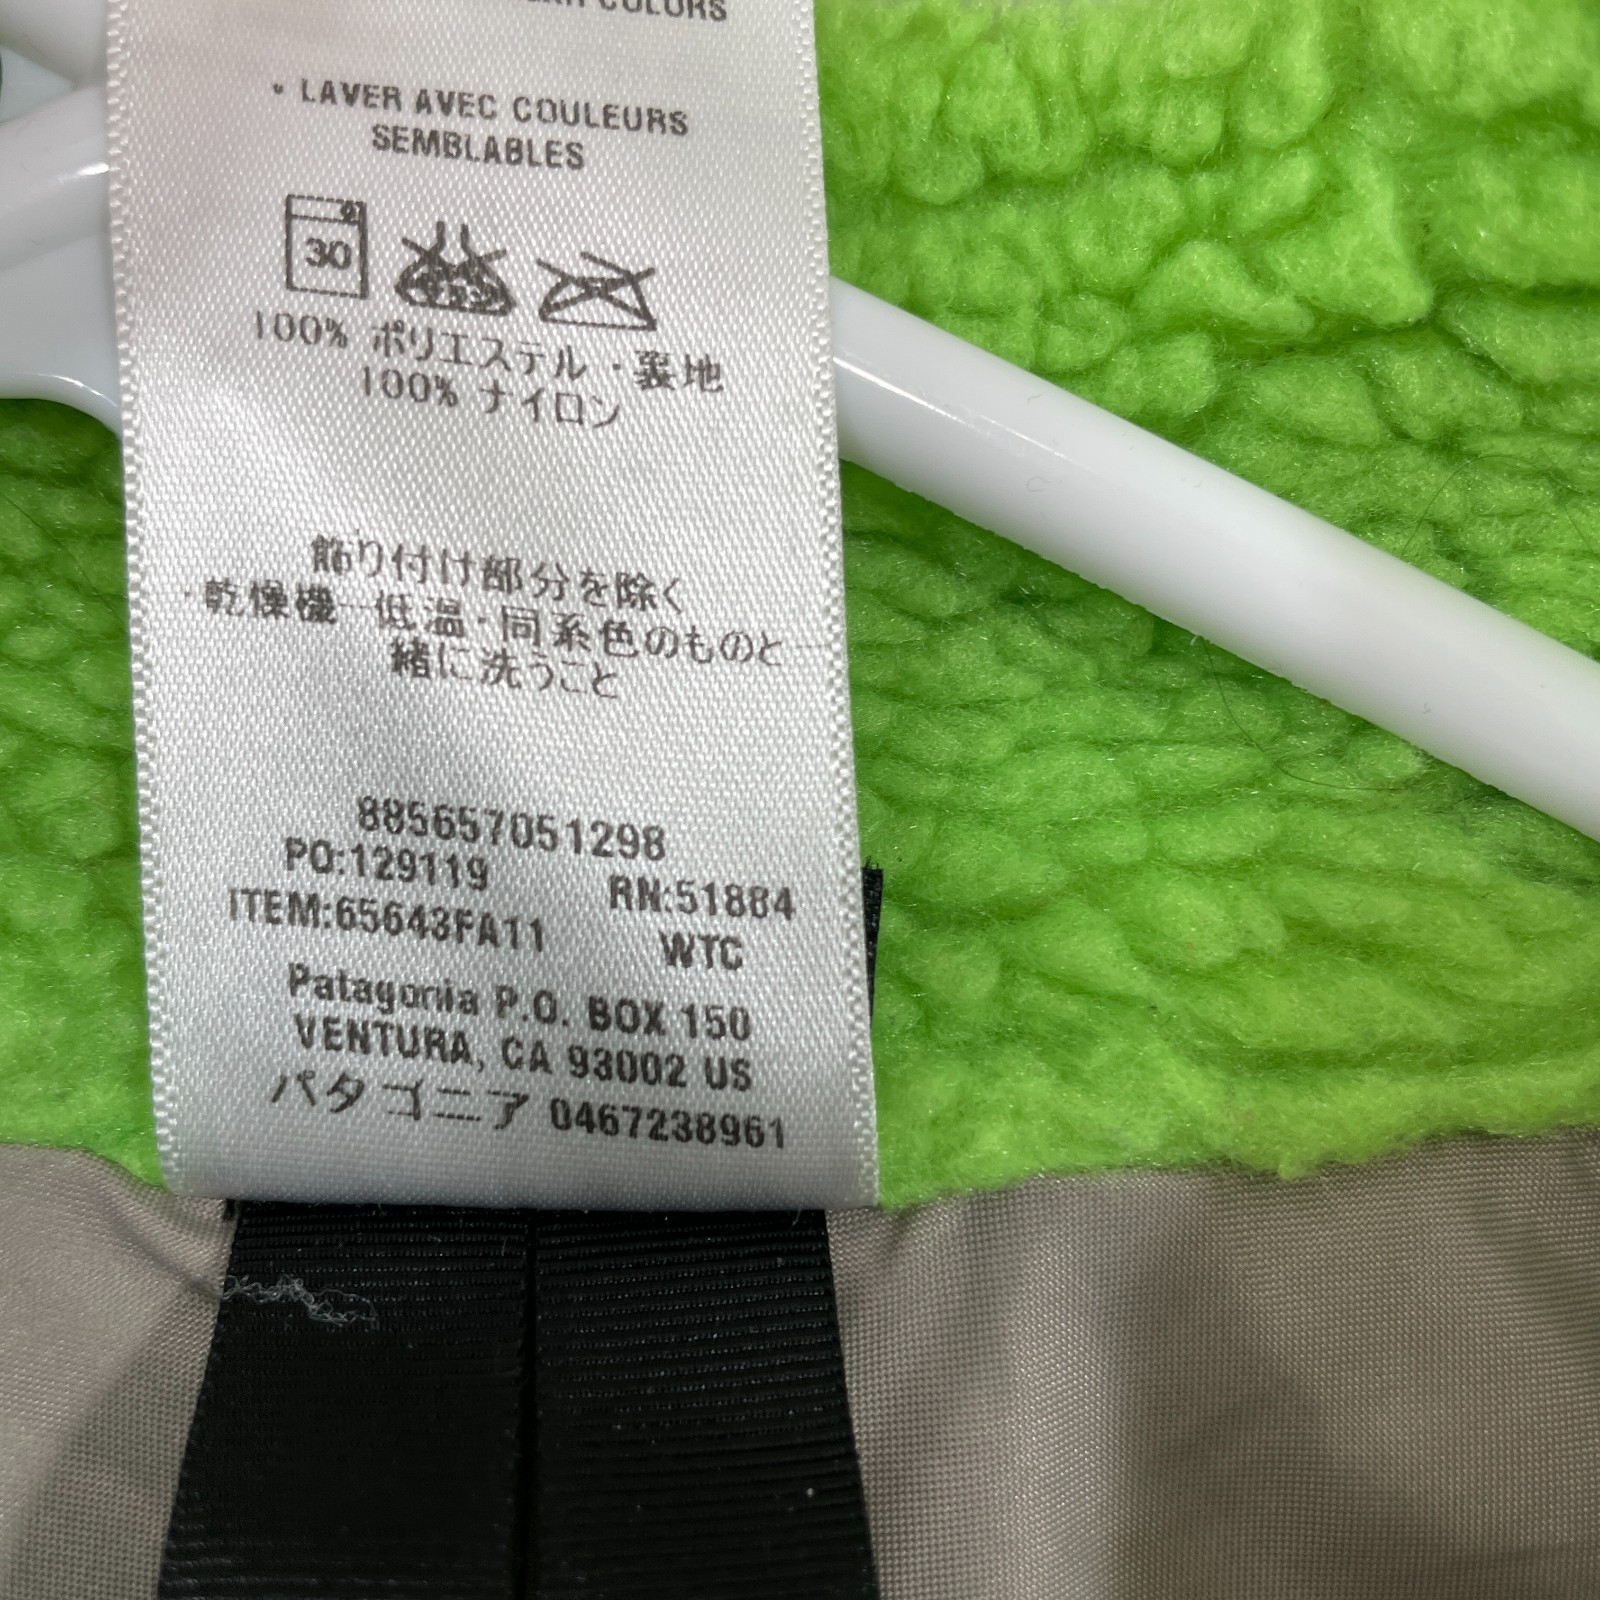 COLORS
• LAVER AVEC COULEURS
SEMBLABLES
30
100% ポリエステル・裏地
100% ナイロン
飾り付け部分を除く
・乾燥機―低温・同系色のものと一
緒に洗うこと
885657051298
PO:129119 RN:51884
ITEM:65643FA11 WTC
Patagonia P.O. BOX 150
VENTURA, CA 93002 US
パタゴニア 0467238961